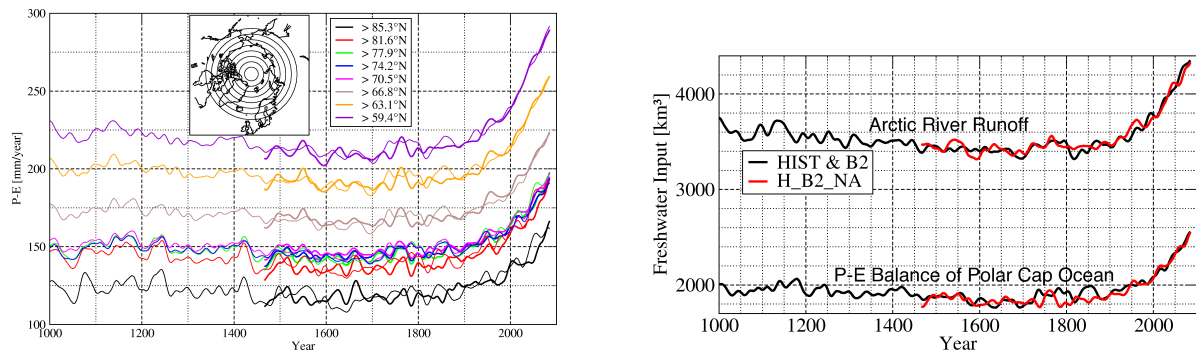 300
250
200
150
100
P-E [mm/year]
1000
1200
1400
1600
1800
2000
Year
> 85.3°N
> 81.6°N
> 77.9°N
> 74.2°N
> 70.5°N
> 66.8°N
> 63.1°N
> 59.4°N
4000
3000
2000
Freshwater Input [km³]
Arctic River Runoff
HIST & B2
H_B2_NA
P-E Balance of Polar Cap Ocean
1000
1200
1400
1600
1800
2000
Year